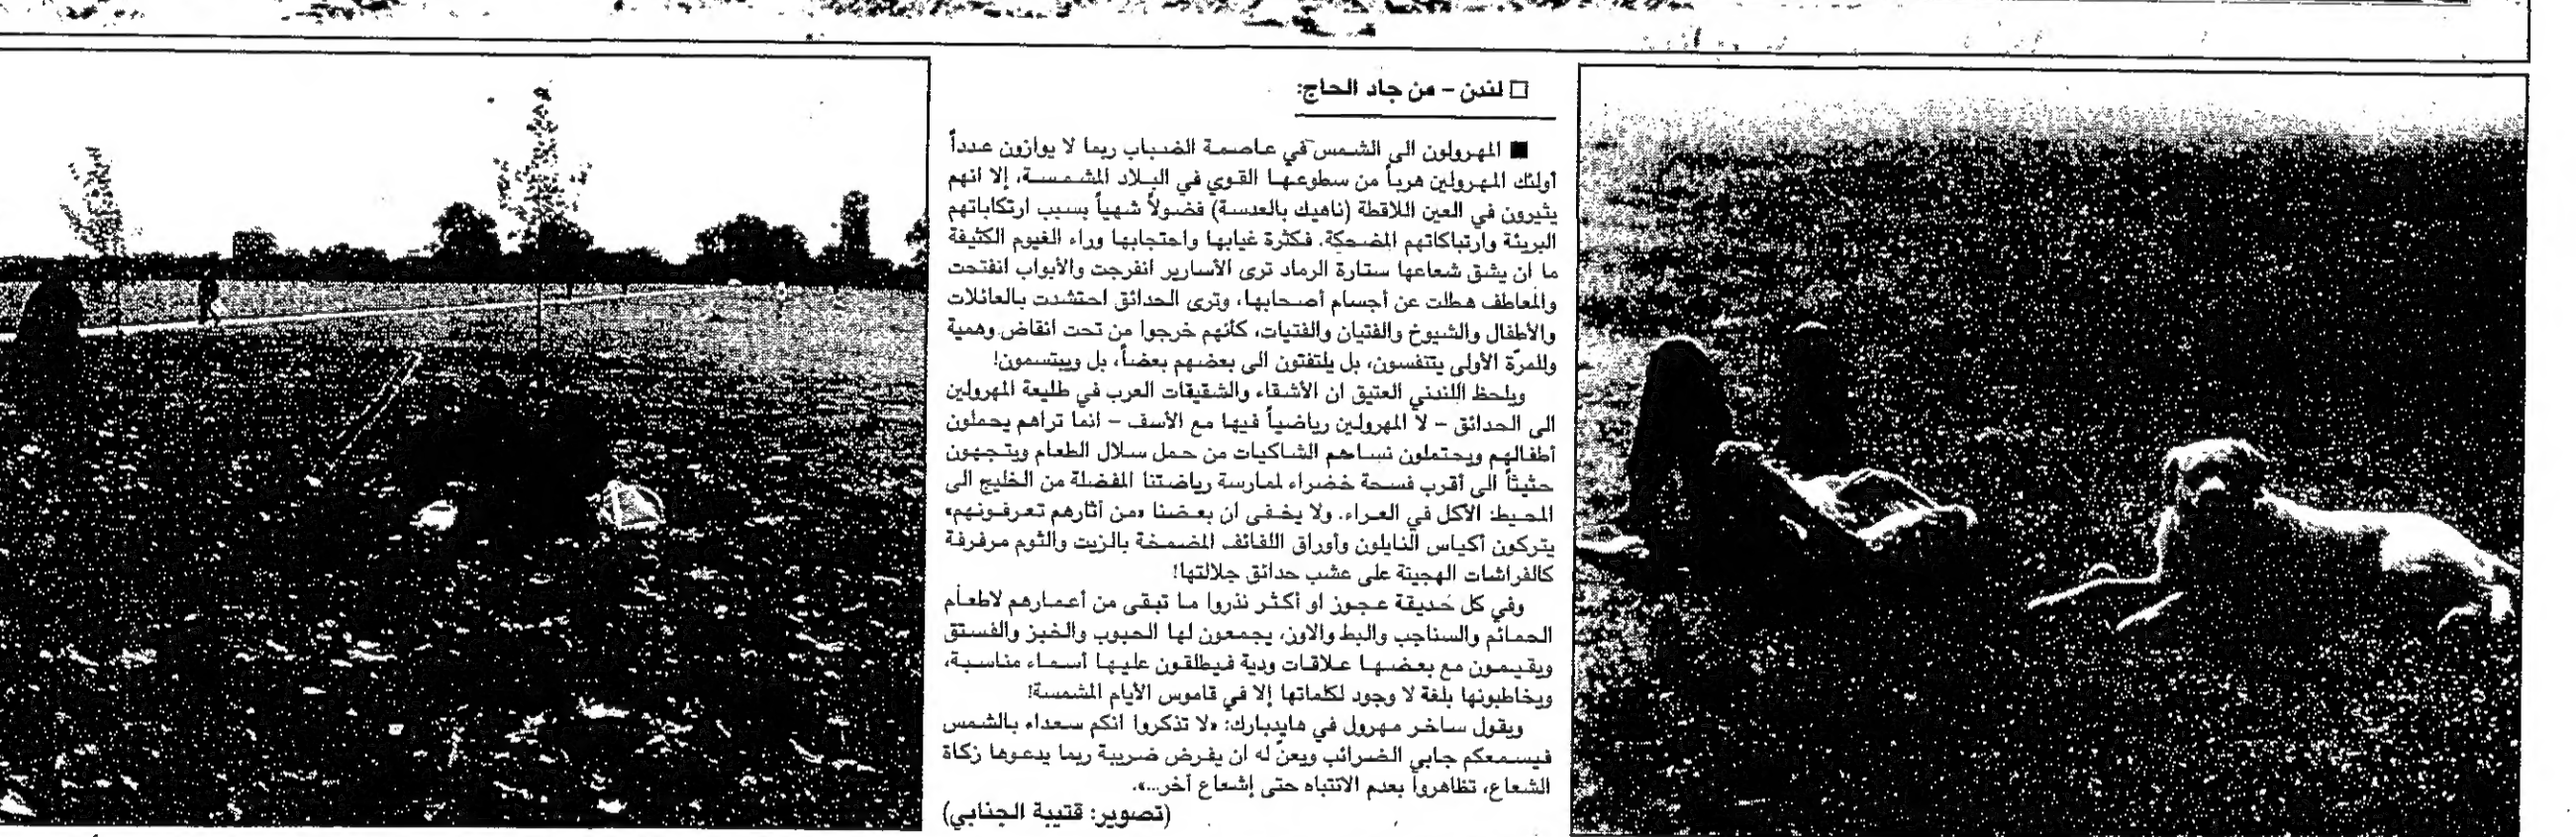 □ لندن – من جاد الحاج:
■ المهرولون الى الشمس في عاصمة الضباب ربما لا يوازون عدداً
أولئك المهرولين هرباً من سطوعها القوي في البلاد المشمسة، إلا انهم
يثيرون في العين اللاقطة (ناهيك بالعدسة) فضولاً شهياً بسبب ارتكاباتهم
البريئة وارتباكاتهم المضحكة. فكثرة غيابها واحتجابها وراء الغيوم الكثيفة
ما ان يشق شعاعها ستارة الرماد ترى الأسارير انفرجت والأبواب انفتحت
والمعاطف هطلت عن أجسام أصحابها، وترى الحدائق احتشدت بالعائلات
والأطفال والشيوخ والفتيان والفتيات، كأنهم خرجوا من تحت انقاض وهمية
وللمرّة الأولى يتنفسون، بل يلتفتون الى بعضهم بعضاً، بل ويبتسمون!
ويلحظ اللندني العتيق ان الأشقاء والشقيقات العرب في طليعة المهرولين
الى الحدائق – لا المهرولين رياضياً فيها مع الأسف – انما تراهم يحملون
أطفالهم ويحتملون نساءهم الشاكيات من حمل سلال الطعام ويتجهون
حثيثاً الى أقرب فسحة خضراء لممارسة رياضتنا المفضلة من الخليج الى
المحيط: الأكل في العراء. ولا يخفى ان بعضنا «من أثارهم تعرفونهم»
يتركون أكياس النايلون وأوراق اللفائف المضمخة بالزيت والثوم مرفرفة
كالفراشات الهجينة على عشب حدائق جلالتها!
وفي كل حديقة عجوز او أكثر نذروا ما تبقى من أعمارهم لاطعام
الحمائم والسناجب والبط والاوز، يجمعون لها الحبوب والخبز والفستق
ويقيمون مع بعضها علاقات ودية فيطلقون عليها أسماء مناسبة،
ويخاطبونها بلغة لا وجود لكلماتها إلا في قاموس الأيام المشمسة!
ويقول ساخر مهرول في هايدبارك: «لا تذكروا انكم سعداء بالشمس
فيسمعكم جابي الضرائب ويعنّ له ان يفرض ضريبة ربما يدعوها زكاة
الشعاع، تظاهروا بعدم الانتباه حتى إشعاع أخر...».
(تصوير: قتيبة الجنابي)